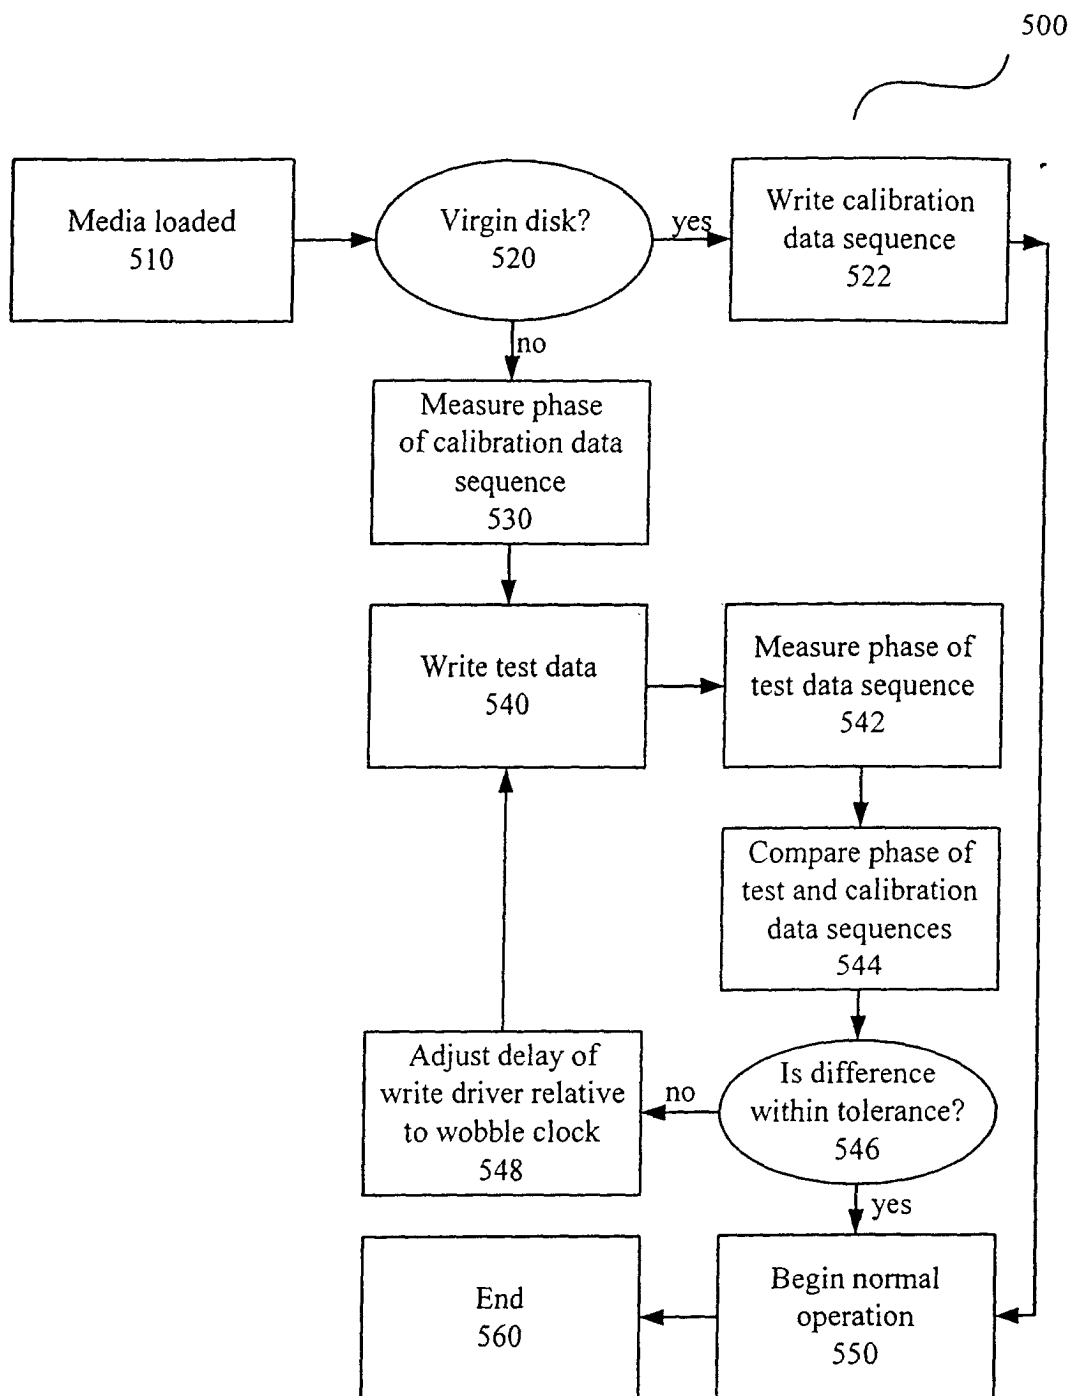 500
Media loaded
510
Virgin disk?
520
yes
Write calibration
data sequence
522
no
Measure phase
of calibration data
sequence
530
Write test data
540
Measure phase of
test data sequence
542
Compare phase of
test and calibration
data sequences
544
Adjust delay of
write driver relative
to wobble clock
548
no
Is difference
within tolerance?
546
yes
End
560
Begin normal
operation
550